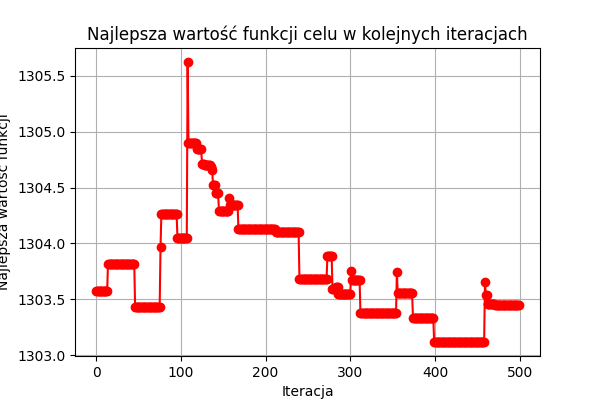 Najlepsza wartość funkcji celu w kolejnych iteracjach
Najlepsza wartość funkcji
1305.5
1305.0
1304.5
1304.0
1303.5
1303.0
0 100 200 300 400 500
Iteracja